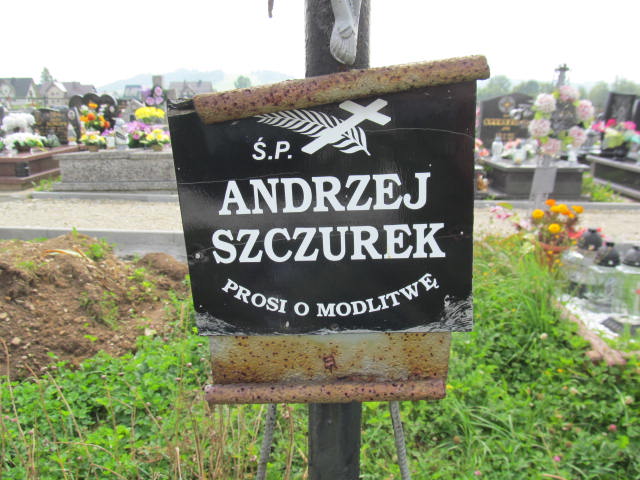 Ś.P.
ANDRZEJ
SZCZUREK
PROSI O MODLITWĘ